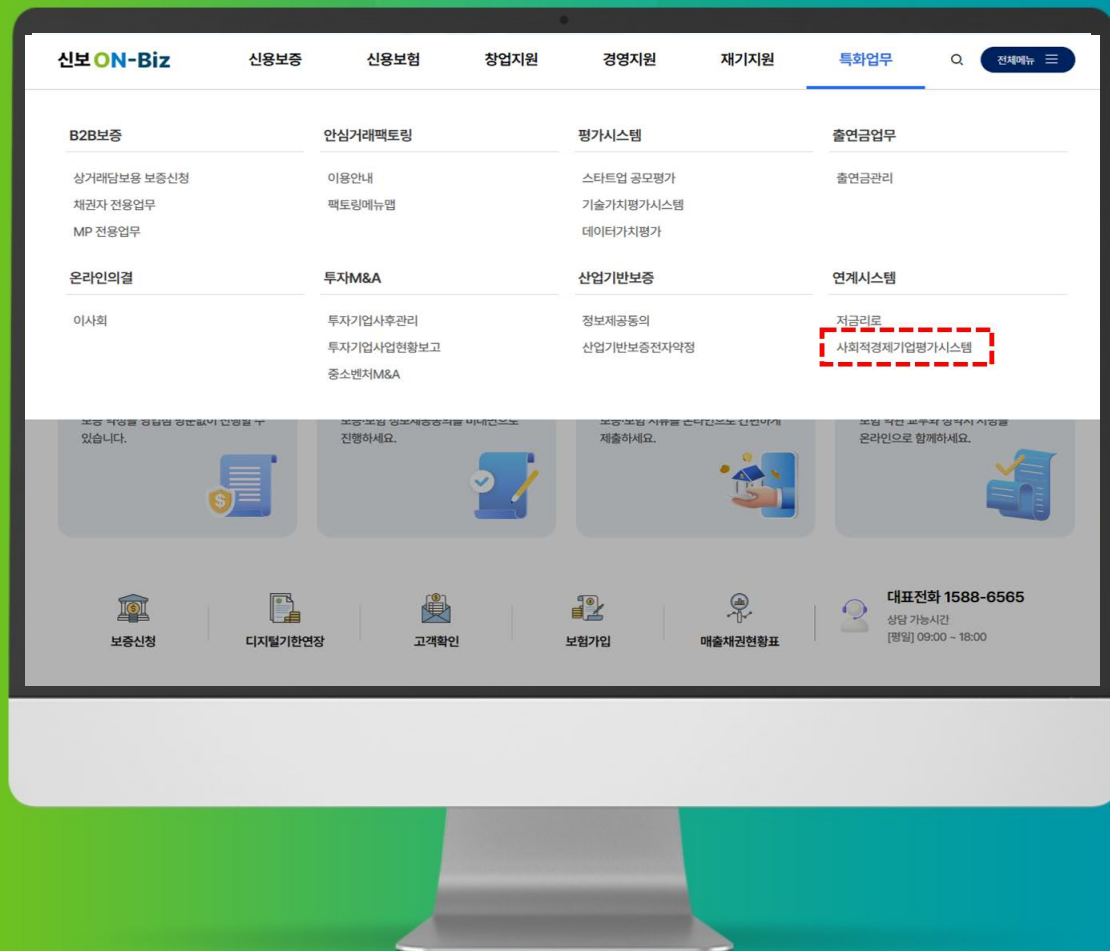 신보 ON-Biz
신용보증
신용보험
창업지원
경영지원
재기지원
특화업무
전체메뉴
B2B보증
상거래담보용 보증신청
채권자 전용업무
MP 전용업무
안심거래팩토링
이용안내
팩토링메뉴맵
평가시스템
스타트업 공모평가
기술가치평가시스템
데이터가치평가
출연금업무
출연금관리
온라인의결
이사회
투자M&A
투자기업사후관리
투자기업사업현황보고
중소벤처M&A
산업기반보증
정보제공동의
산업기반보증전자약정
연계시스템
저금리로
사회적경제기업평가시스템
있습니다.
진행하세요.
제출하세요.
온라인으로 함께하세요.
보증신청
디지털기한연장
고객확인
보험가입
매출채권현황표
대표전화 1588-6565
상담 가능시간
[평일] 09:00 ~ 18:00